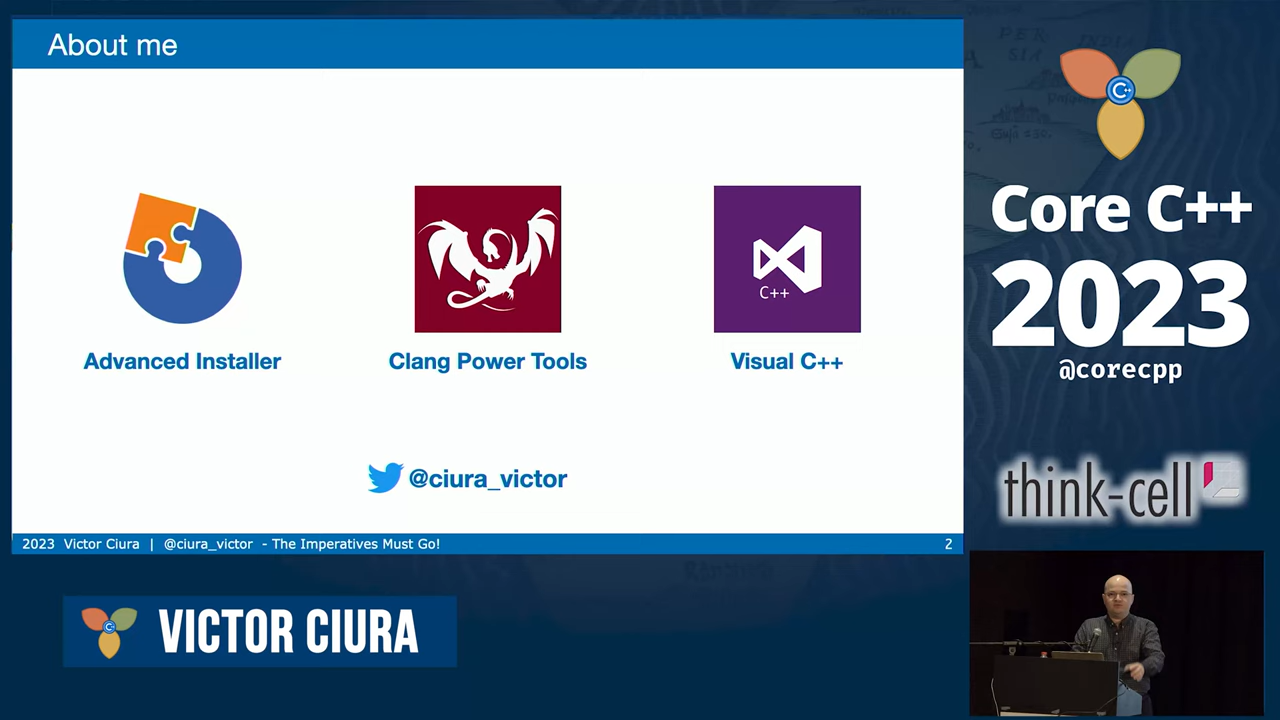 About me
C++
Advanced Installer
Clang Power Tools
Visual C++
@ciura_victor
2023 Victor Ciura | @ciura_victor - The Imperatives Must Go!
2
C++
Core C++
2023
@corecpp
think-cell
VICTOR CIURA